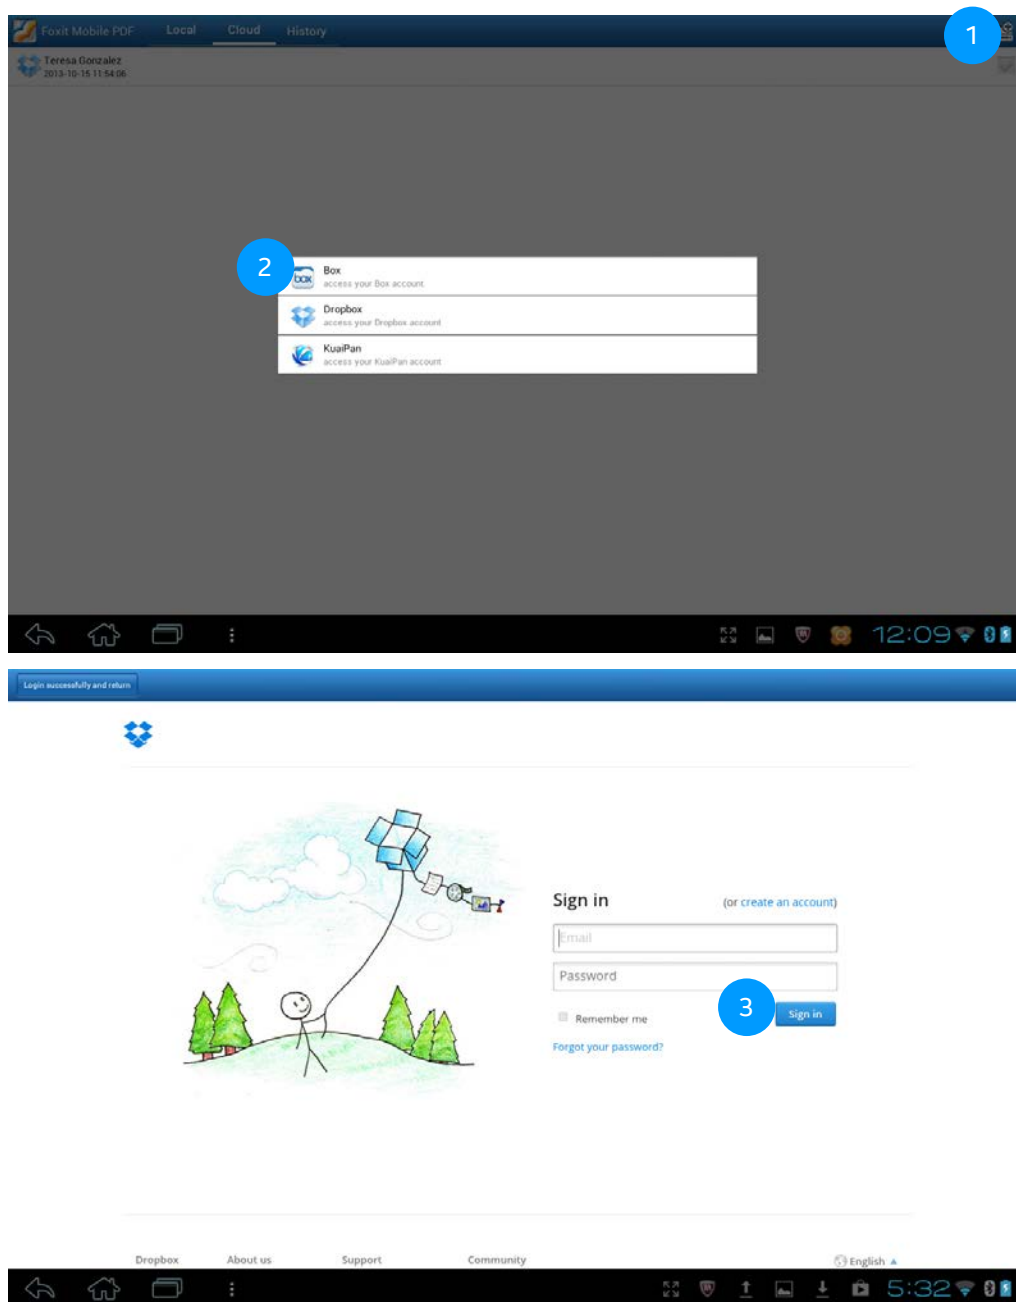 Foxit Mobile PDF Local Cloud History
1
Teresa Gonzalez
2013-10-15 11:54:06
2
box
Box
access your Box account
Dropbox
access your Dropbox account
KuaiPan
access your KuaiPan account
12:09
Login successfully and return
Sign in (or create an account)
Email
Password
3
Remember me
Sign in
Forgot your password?
Dropbox About us Support Community English
5:32